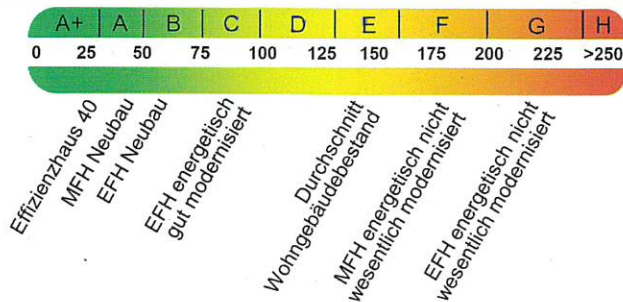 A+ A B C D E F G H
0 25 50 75 100 125 150 175 200 225 >250
Effizienzhaus 40
MFH Neubau
EFH Neubau
EFH energetisch
gut modernisiert
Durchschnitt
Wohngebäudebestand
MFH energetisch nicht
wesentlich modernisiert
EFH energetisch nicht
wesentlich modernisiert